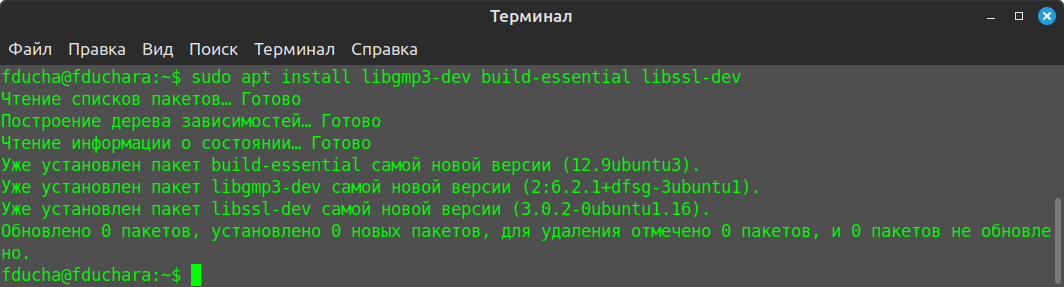 Терминал
Файл Правка Вид Поиск Терминал Справка
fducha@fduchara:~$ sudo apt install libgmp3-dev build-essential libssl-dev
Чтение списков пакетов… Готово
Построение дерева зависимостей… Готово
Чтение информации о состоянии… Готово
Уже установлен пакет build-essential самой новой версии (12.9ubuntu3).
Уже установлен пакет libgmp3-dev самой новой версии (2:6.2.1+dfsg-3ubuntu1).
Уже установлен пакет libssl-dev самой новой версии (3.0.2-0ubuntu1.16).
Обновлено 0 пакетов, установлено 0 новых пакетов, для удаления отмечено 0 пакетов, и 0 пакетов не обновле
но.
fducha@fduchara:~$